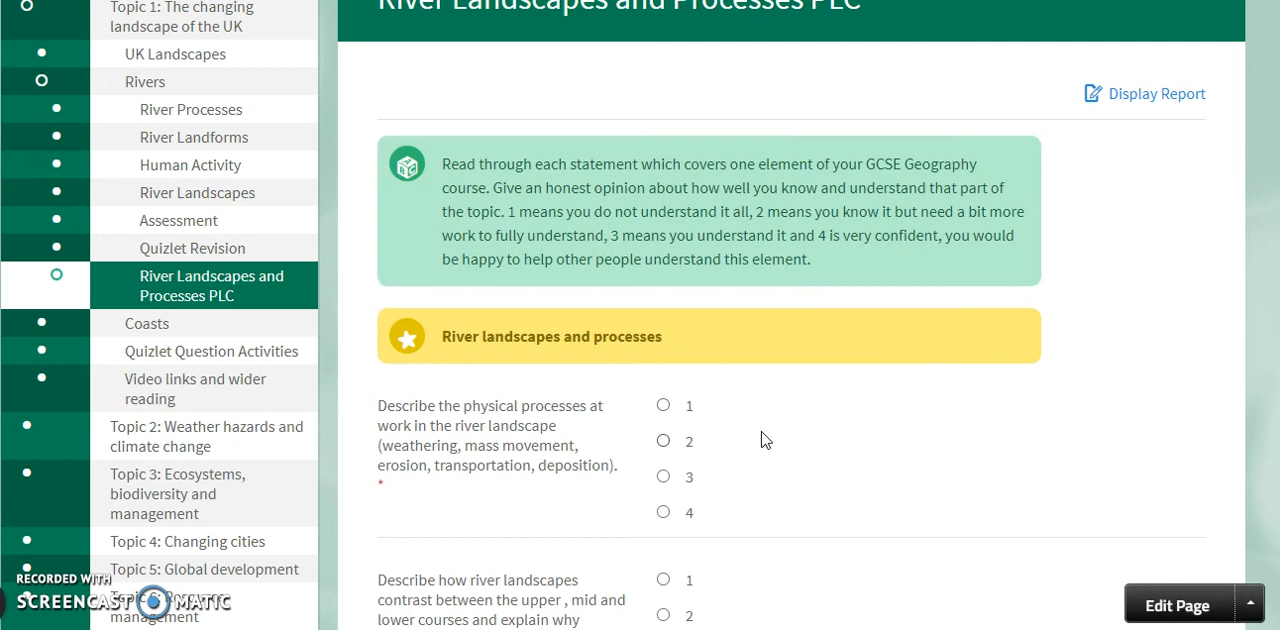 Topic 1: The changing
landscape of the UK
UK Landscapes
Rivers
River Processes
River Landforms
Human Activity
River Landscapes
Assessment
Quizlet Revision
River Landscapes and
Processes PLC
Coasts
Quizlet Question Activities
Video links and wider
reading
Topic 2: Weather hazards and
climate change
Topic 3: Ecosystems,
biodiversity and
management
Topic 4: Changing cities
Topic 5: Global development
management
RECORDED WITH
SCREENCAST MATIC
River Landscapes and Processes PLC
Display Report
Read through each statement which covers one element of your GCSE Geography
course. Give an honest opinion about how well you know and understand that part of
the topic. 1 means you do not understand it all, 2 means you know it but need a bit more
work to fully understand, 3 means you understand it and 4 is very confident, you would
be happy to help other people understand this element.
River landscapes and processes
Describe the physical processes at
work in the river landscape
(weathering, mass movement,
erosion, transportation, deposition).
*
1
2
3
4
Describe how river landscapes
contrast between the upper , mid and
lower courses and explain why
1
2
Edit Page